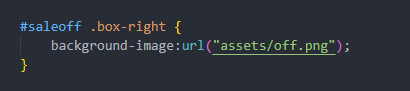 #saleoff .box-right {
    background-image:url("assets/off.png");
}